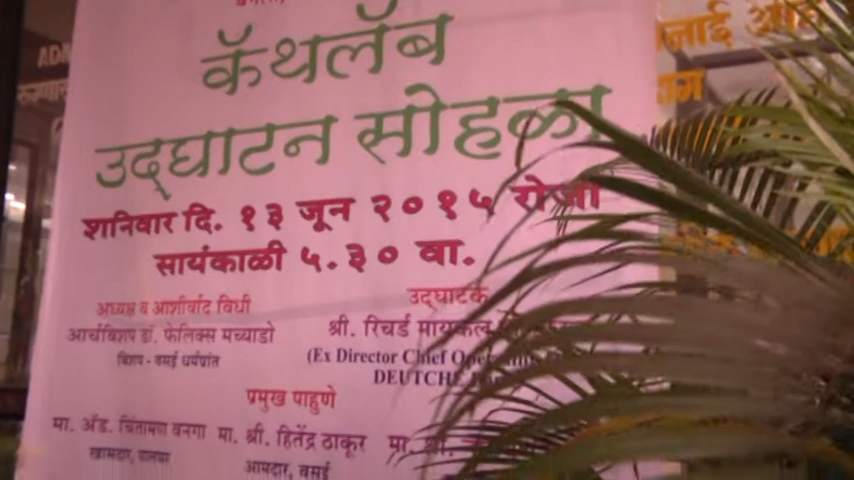 कॅथलॅब
उद्घाटन सोहळा
शनिवार दि. १३ जून २०१५ रोजी
सायंकाळी ५.३० वा.
अध्यक्ष व आशीर्वाद विधी
उद्घाटक
आर्चबिशप डॉ. फेलिक्स मच्याडो
श्री. रिचर्ड मायकल
बिशप - वसई धर्मप्रांत
(Ex Director Chief
DEUTCHE
प्रमुख पाहुणे
मा. अ‍ॅड. चिंतामण वनगा मा. श्री. हितेंद्र ठाकूर मा.
खासदार, पालघर
आमदार, वसई